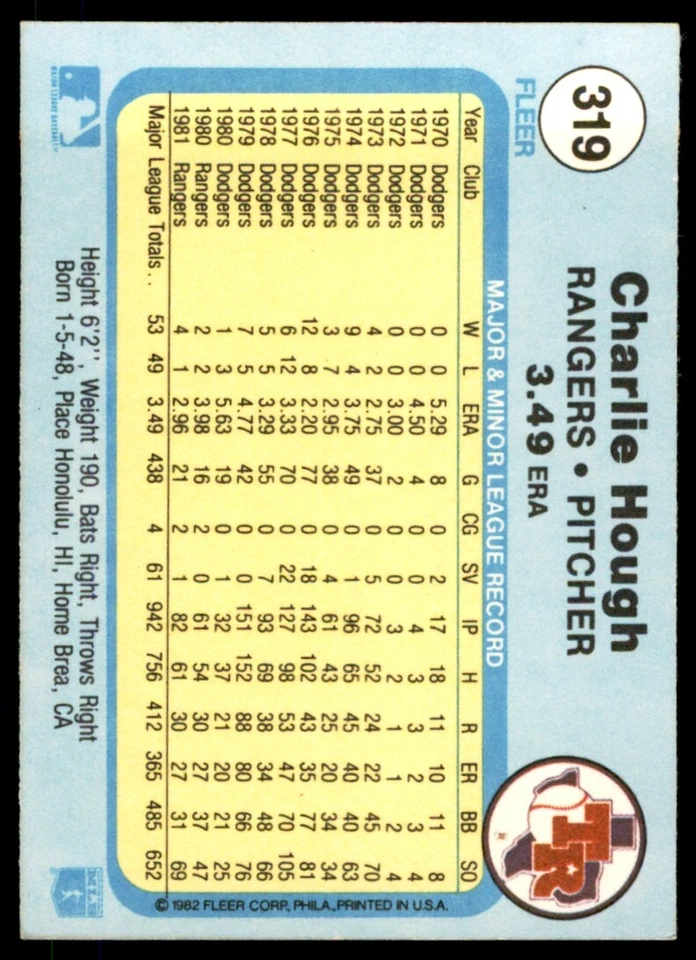 319
FLEER
Charlie Hough
RANGERS • PITCHER
3.49 ERA
TR
®
MAJOR & MINOR LEAGUE RECORD
Year Club W L ERA G CG SV IP H R ER BB SO
1970 Dodgers 0 0 5.29 8 0 2 17 18 11 10 11 8
1971 Dodgers 0 0 4.50 4 0 0 4 3 3 2 3 4
1972 Dodgers 0 0 3.00 2 0 0 3 2 1 1 2 4
1973 Dodgers 4 2 2.75 37 0 5 72 52 24 22 45 70
1974 Dodgers 9 4 3.75 49 0 1 96 65 45 40 40 63
1975 Dodgers 3 7 2.95 38 0 4 61 43 25 20 34 34
1976 Dodgers 12 8 2.20 77 0 18 143 102 43 35 77 81
1977 Dodgers 6 12 3.33 70 0 22 127 98 53 47 70 105
1978 Dodgers 5 5 3.29 55 0 7 93 69 38 34 48 66
1979 Dodgers 7 5 4.77 42 0 0 151 152 88 80 66 76
1980 Dodgers 1 3 5.63 19 0 1 32 37 21 20 21 25
1980 Rangers 2 2 3.98 16 2 0 61 54 30 27 37 47
1981 Rangers 4 1 2.96 21 2 1 82 61 30 27 31 69
Major League Totals . . 53 49 3.49 438 4 61 942 756 412 365 485 652
© 1982 FLEER CORP., PHILA., PRINTED IN U.S.A.
MAJOR LEAGUE BASEBALL
Height 6'2", Weight 190, Bats Right, Throws Right
Born 1-5-48, Place Honolulu, HI, Home Brea, CA